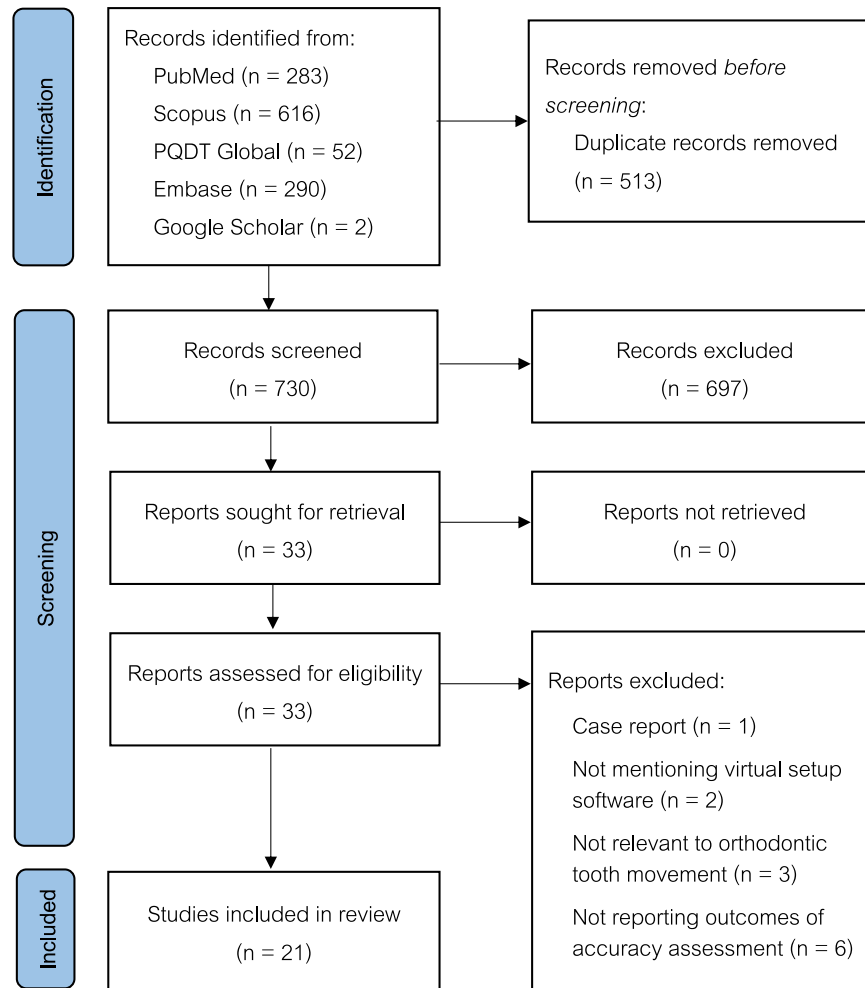 Identification
Records identified from:
PubMed (n = 283)
Scopus (n = 616)
PQDT Global (n = 52)
Embase (n = 290)
Google Scholar (n = 2)
Records removed before
screening:
Duplicate records removed
(n = 513)
Screening
Records screened
(n = 730)
Records excluded
(n = 697)
Reports sought for retrieval
(n = 33)
Reports not retrieved
(n = 0)
Reports assessed for eligibility
(n = 33)
Reports excluded:
Case report (n = 1)
Not mentioning virtual setup
software (n = 2)
Not relevant to orthodontic
tooth movement (n = 3)
Not reporting outcomes of
accuracy assessment (n = 6)
Included
Studies included in review
(n = 21)